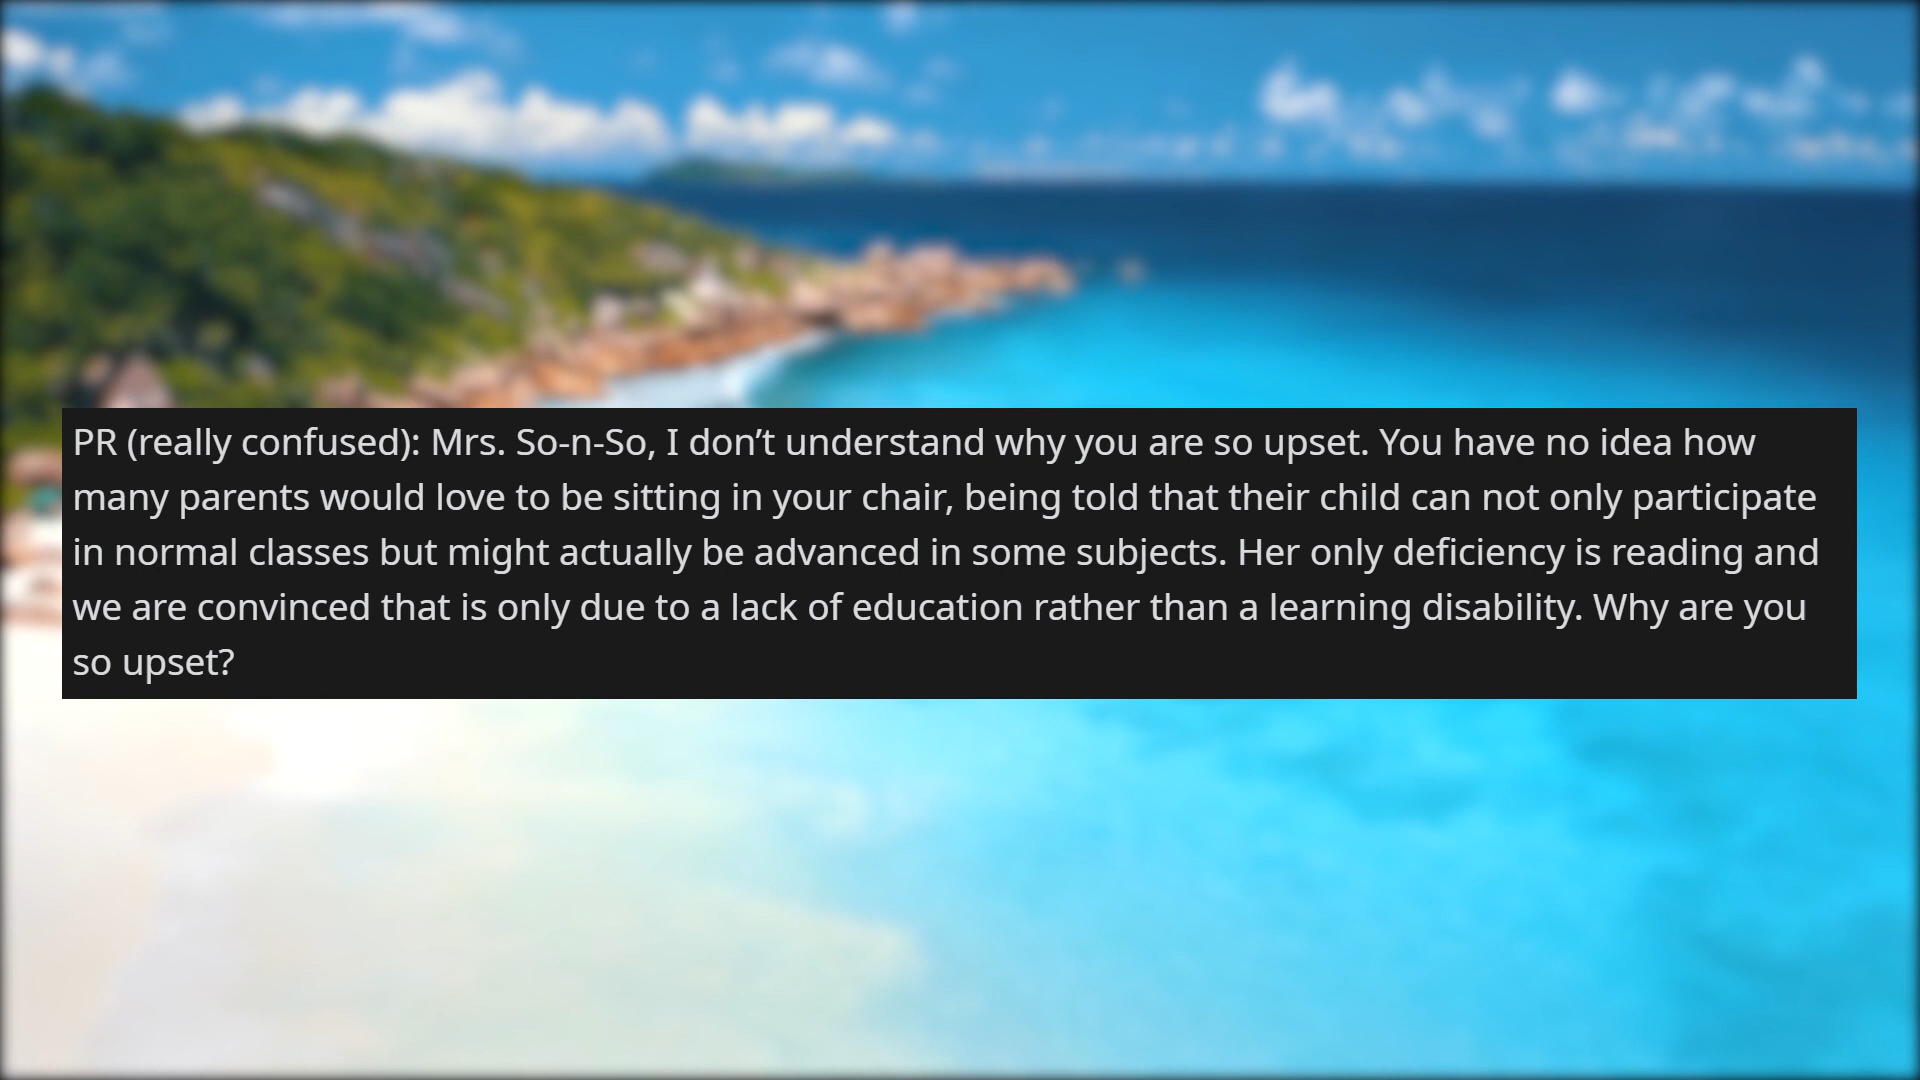 PR (really confused): Mrs. So-n-So, I don’t understand why you are so upset. You have no idea how
many parents would love to be sitting in your chair, being told that their child can not only participate
in normal classes but might actually be advanced in some subjects. Her only deficiency is reading and
we are convinced that is only due to a lack of education rather than a learning disability. Why are you
so upset?